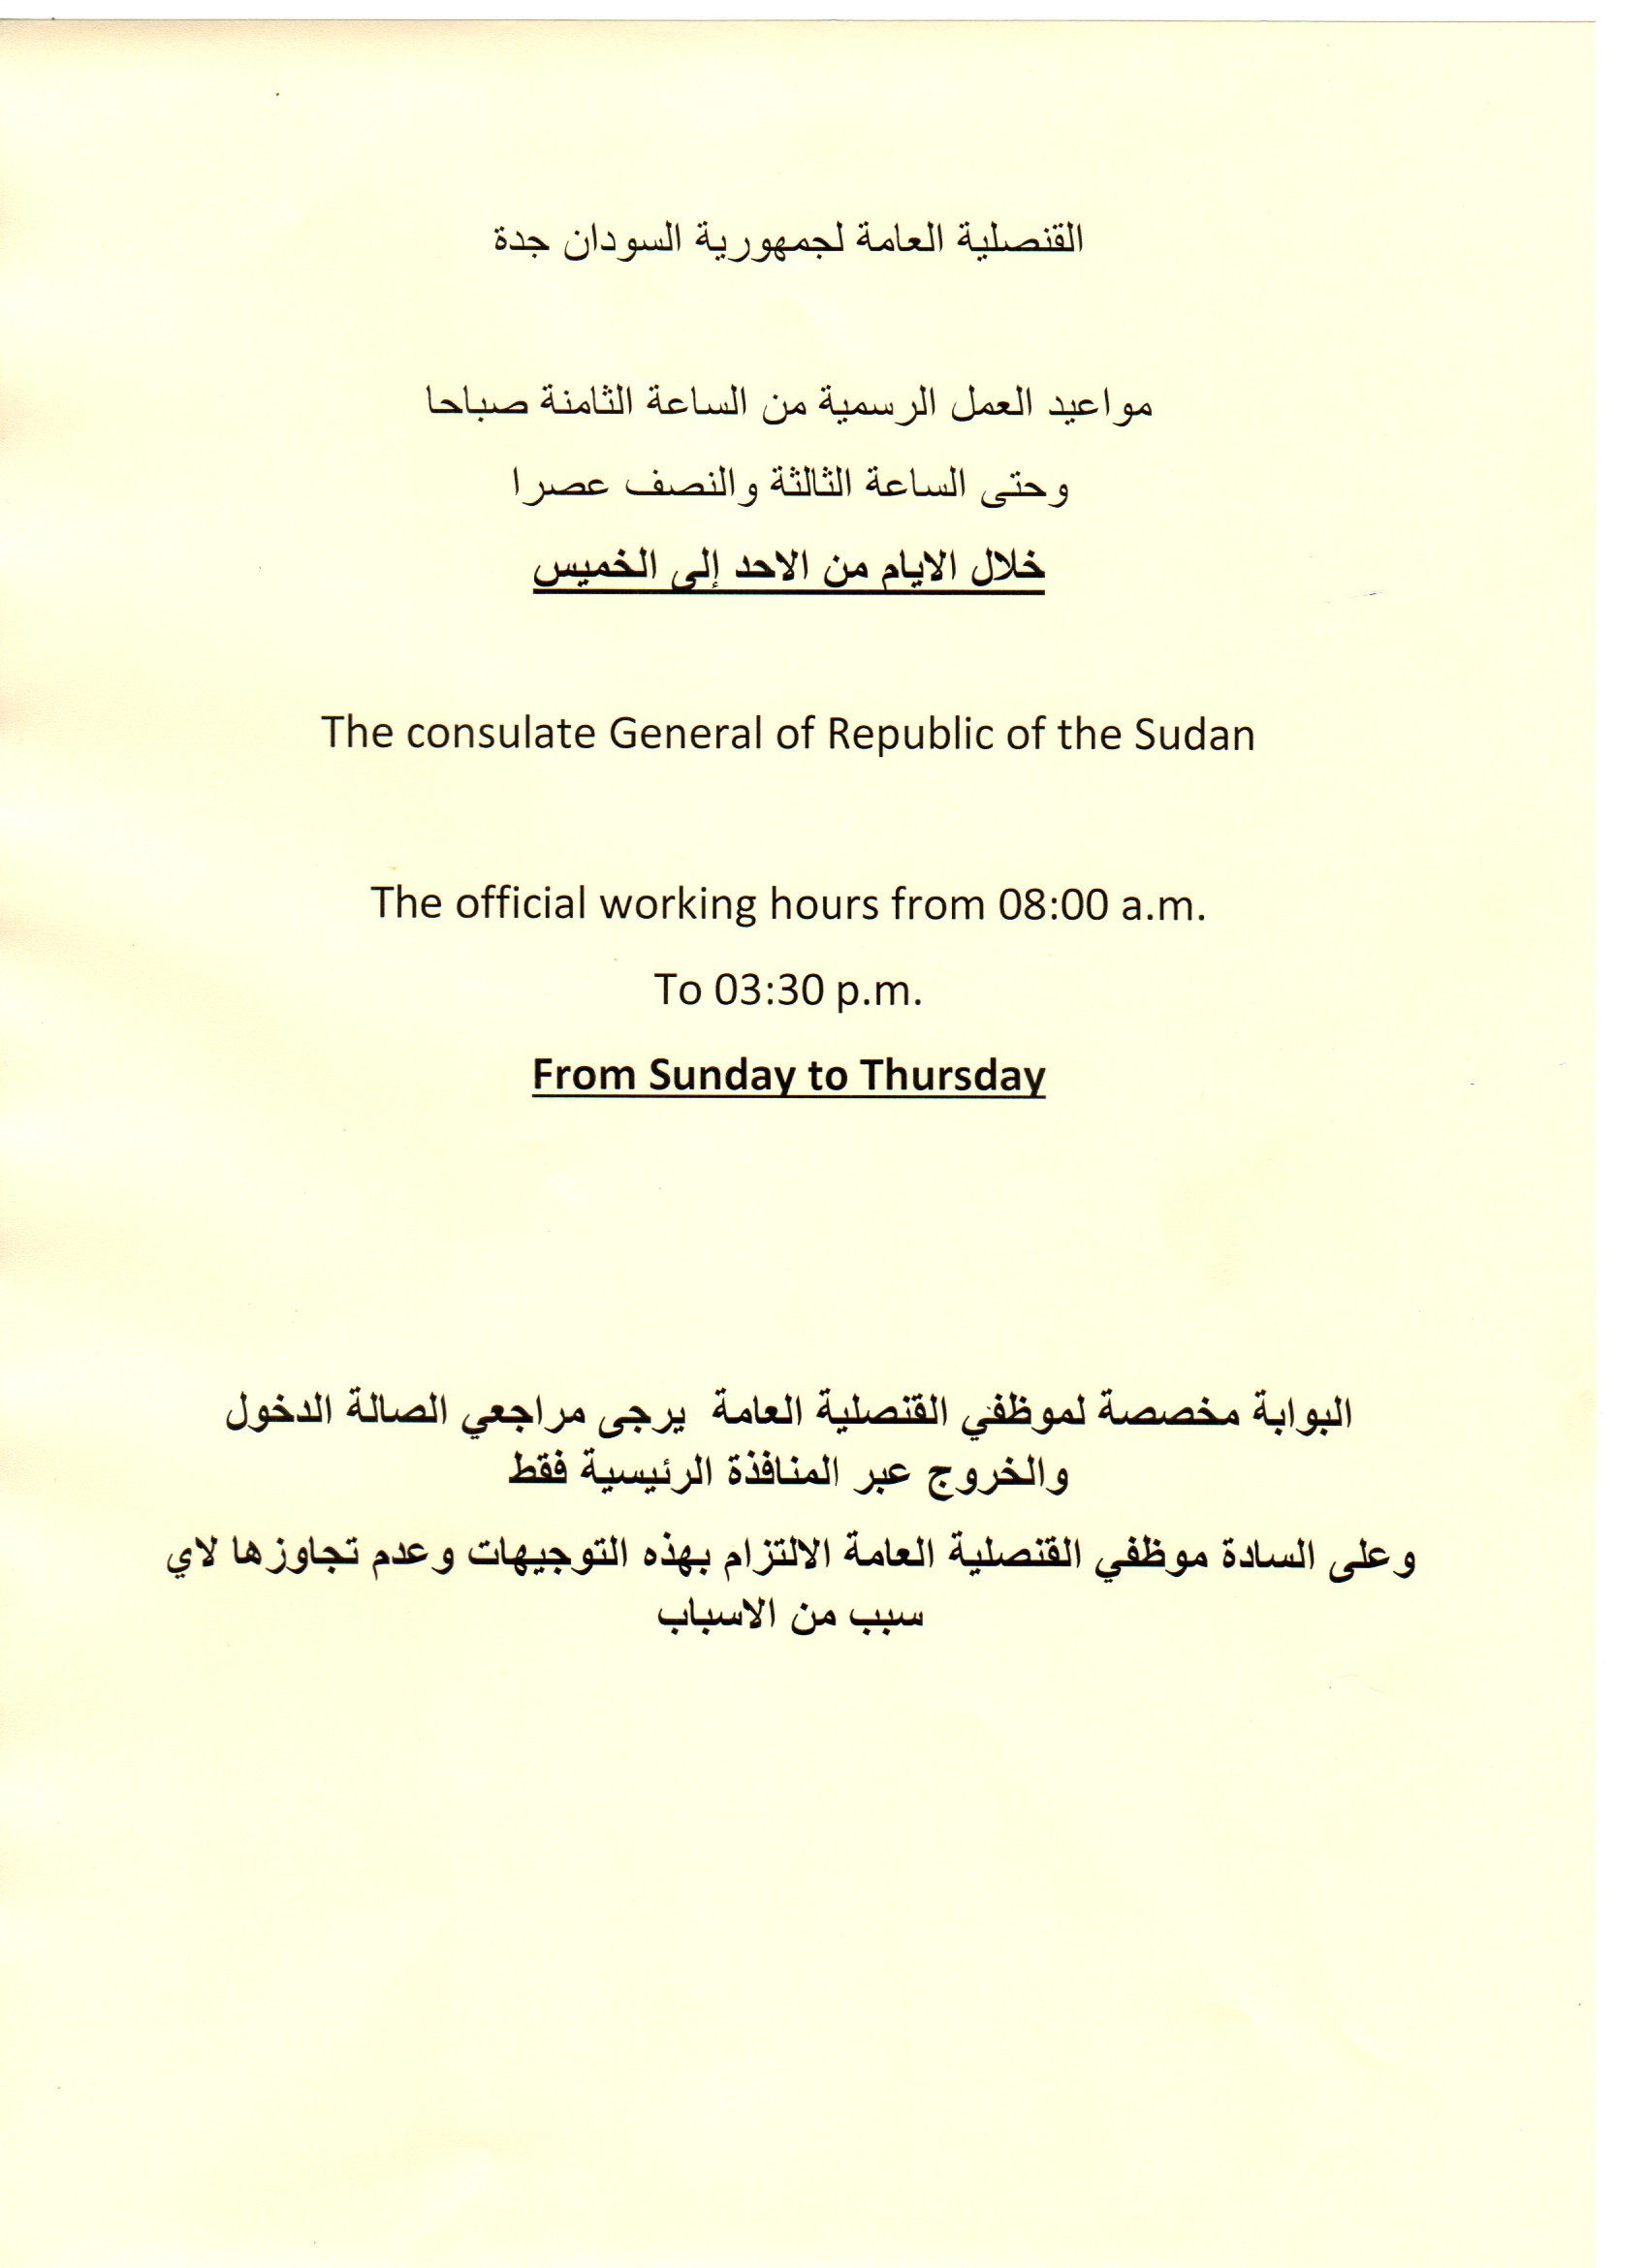 القنصلية العامة لجمهورية السودان جدة
مواعيد العمل الرسمية من الساعة الثامنة صباحا
وحتى الساعة الثالثة والنصف عصرا
خلال الايام من الاحد إلى الخميس
The consulate General of Republic of the Sudan
The official working hours from 08:00 a.m.
To 03:30 p.m.
From Sunday to Thursday
البوابة مخصصة لموظفي القنصلية العامة يرجى مراجعي الصالة الدخول
والخروج عبر المنافذة الرئيسية فقط
وعلى السادة موظفي القنصلية العامة الالتزام بهذه التوجيهات وعدم تجاوزها لاي
سبب من الاسباب